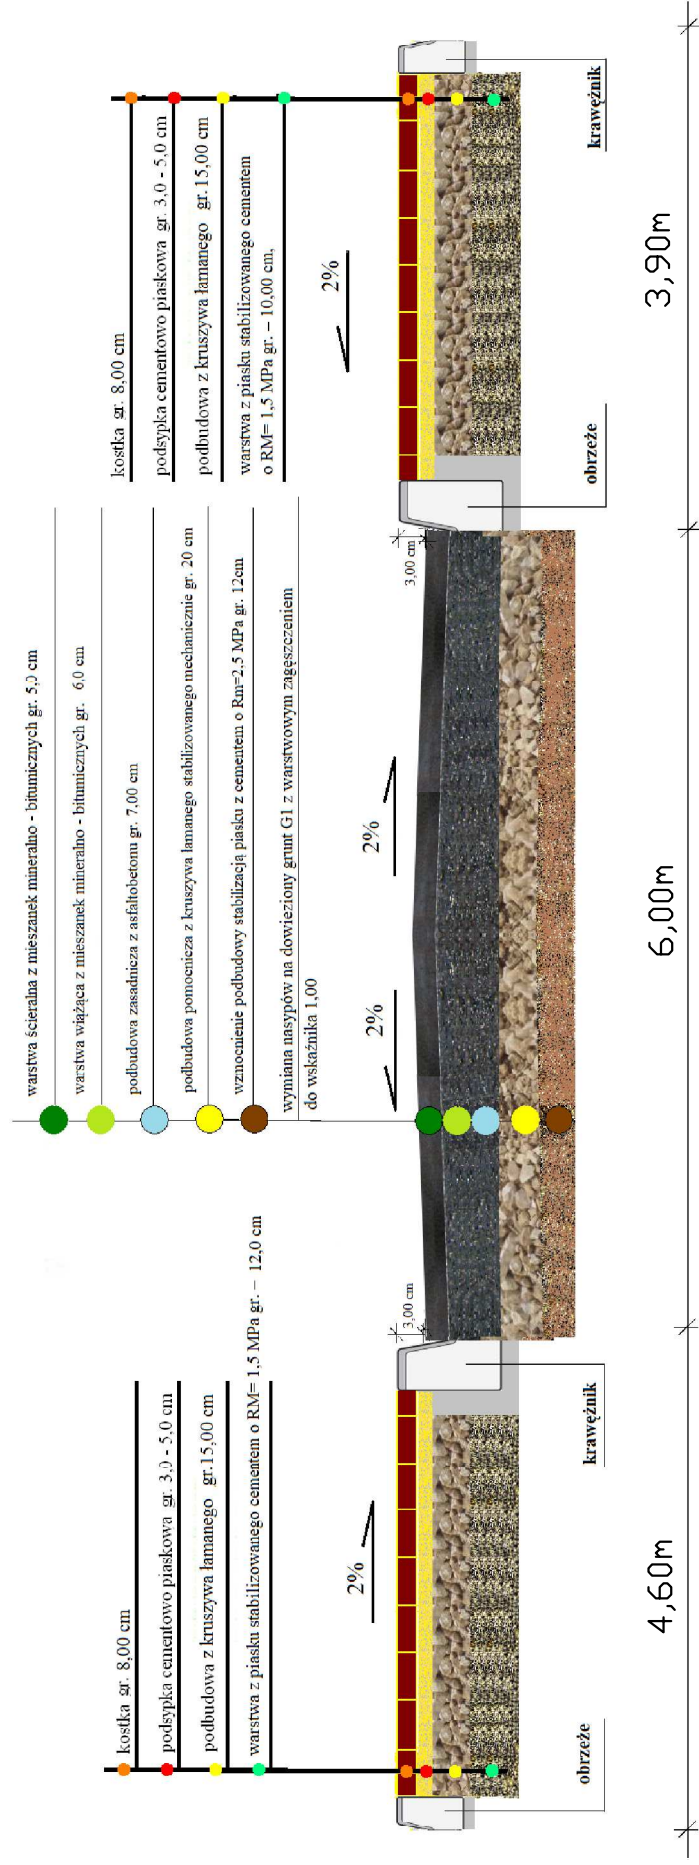 kostka gr. 8,00 cm
podsypka cementowo piaskowa gr. 3,0 - 5,0 cm
podbudowa z kruszywa łamanego gr.15,00 cm
warstwa z piasku stabilizowanego cementem o RM= 1,5 MPa gr. – 12,0 cm
2%
obrzeże
krawężnik
4,60m
warstwa ścieralna z mieszanek mineralno - bitumicznych gr. 5,0 cm
warstwa wiążąca z mieszanek mineralno - bitumicznych gr. 6,0 cm
podbudowa zasadnicza z asfaltobetonu gr. 7,00 cm
podbudowa pomocnicza z kruszywa łamanego stabilizowanego mechanicznie gr. 20 cm
wzmocnienie podbudowy stabilizacją piasku z cementem o Rm=2,5 MPa gr. 12cm
wymiana nasypów na dowieziony grunt G1 z warstwowym zagęszczeniem
do wskaźnika 1,00
3,00 cm
2%
2%
3,00 cm
6,00m
kostka gr. 8,00 cm
podsypka cementowo piaskowa gr. 3,0 - 5,0 cm
podbudowa z kruszywa łamanego gr.15,00 cm
warstwa z piasku stabilizowanego cementem
o RM= 1,5 MPa gr. – 10,00 cm,
2%
obrzeże
krawężnik
3,90m